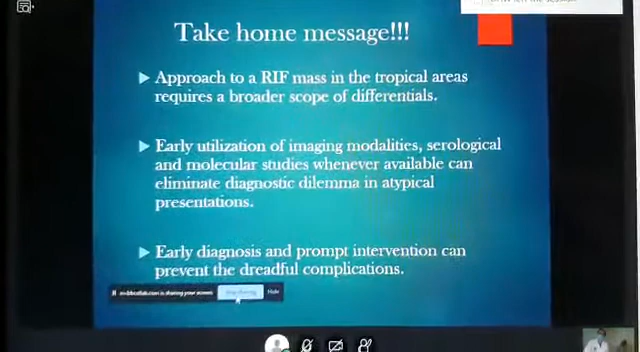 Take home message!!!
Approach to a RIF mass in the tropical areas
requires a broader scope of differentials.
Early utilization of imaging modalities, serological
and molecular studies whenever available can
eliminate diagnostic dilemma in atypical
presentations.
Early diagnosis and prompt intervention can
prevent the dreadful complications.
is sharing your screen
Stop sharing
Hide